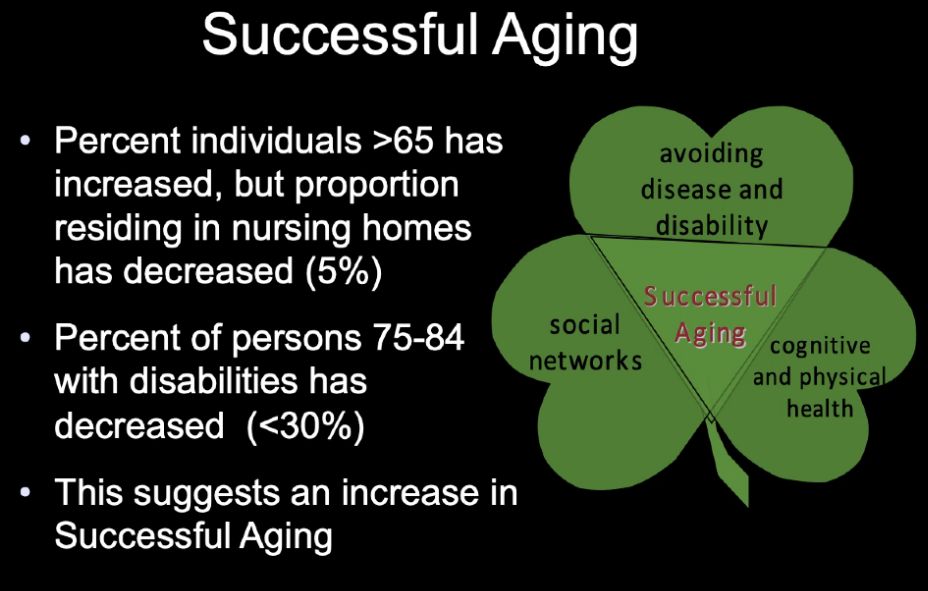 Successful Aging
• Percent individuals >65 has
increased, but proportion
residing in nursing homes
has decreased (5%)
• Percent of persons 75-84
with disabilities has
decreased (<30%)
• This suggests an increase in
Successful Aging
avoiding
disease and
disability
Successful
Aging
social
networks
cognitive
and physical
health